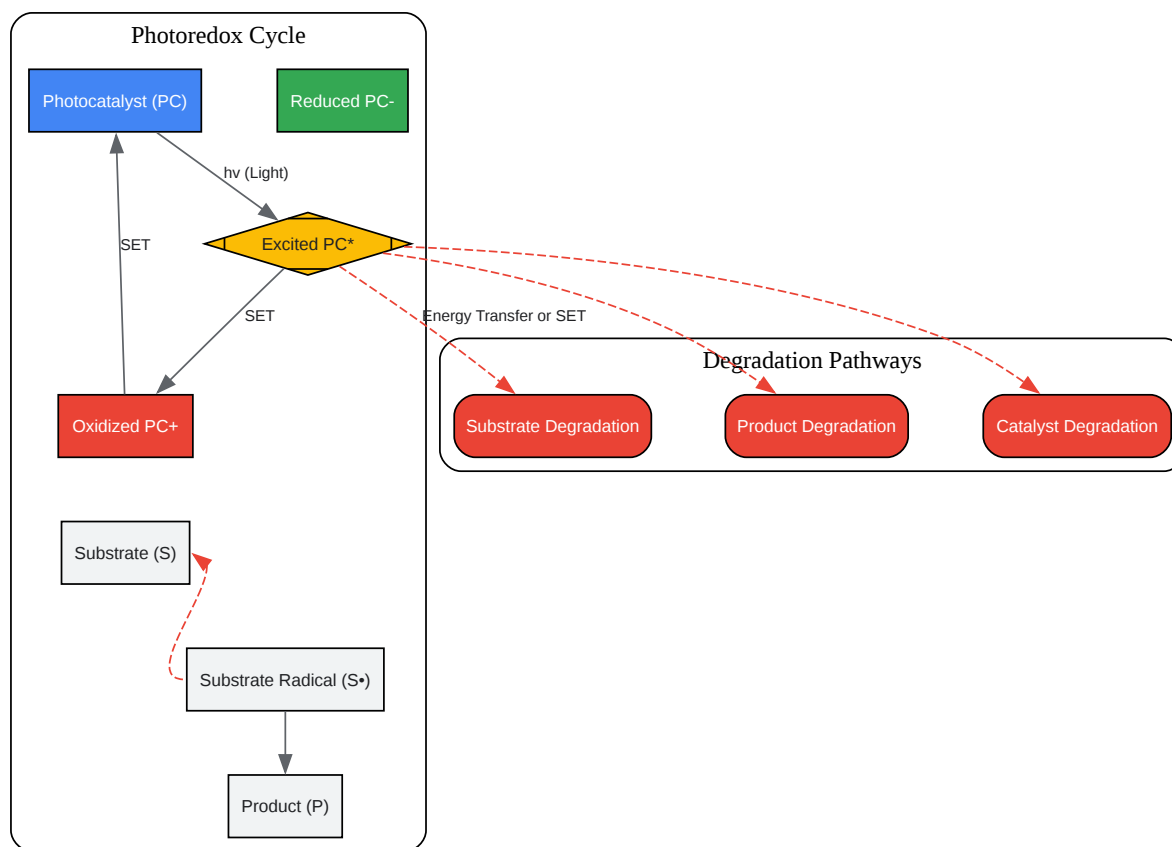 Photoredox Cycle
Photocatalyst (PC)
Reduced PC-
hv (Light)
SET
Excited PC*
SET
Energy Transfer or SET
Degradation Pathways
Oxidized PC+
Substrate Degradation
Product Degradation
Catalyst Degradation
Substrate (S)
Substrate Radical (S•)
Product (P)